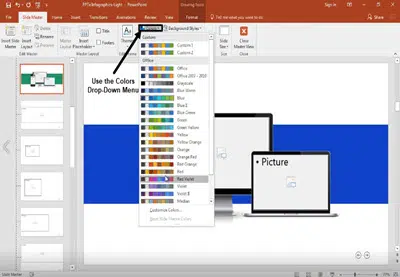 PPTxInfographics-Light - PowerPoint
Drawing Tools
File
Slide Master
Home
Insert
Transitions
Animations
Review
View
Format
Tell me what you want to do...
Insert Slide
Master
Insert
Layout
Delete
Rename
Preserve
Master
Layout
Insert
Placeholder
Title
Footers
Themes
Colors
Background Styles
Slide
Size
Close
Master View
Edit Master
Master Layout
Size
Close
Custom
Custom 1
Custom 2
Office
Office
Office 2007 - 2010
Grayscale
Blue Warm
Blue
Blue II
Blue Green
Green
Green Yellow
Yellow
Yellow Orange
Orange
Orange Red
Red Orange
Red
Red Violet
Violet
Violet II
Median
Customize Colors...
Reset Slide Theme Colors
Use the Colors
Drop-Down Menu
• Picture
Slide Master